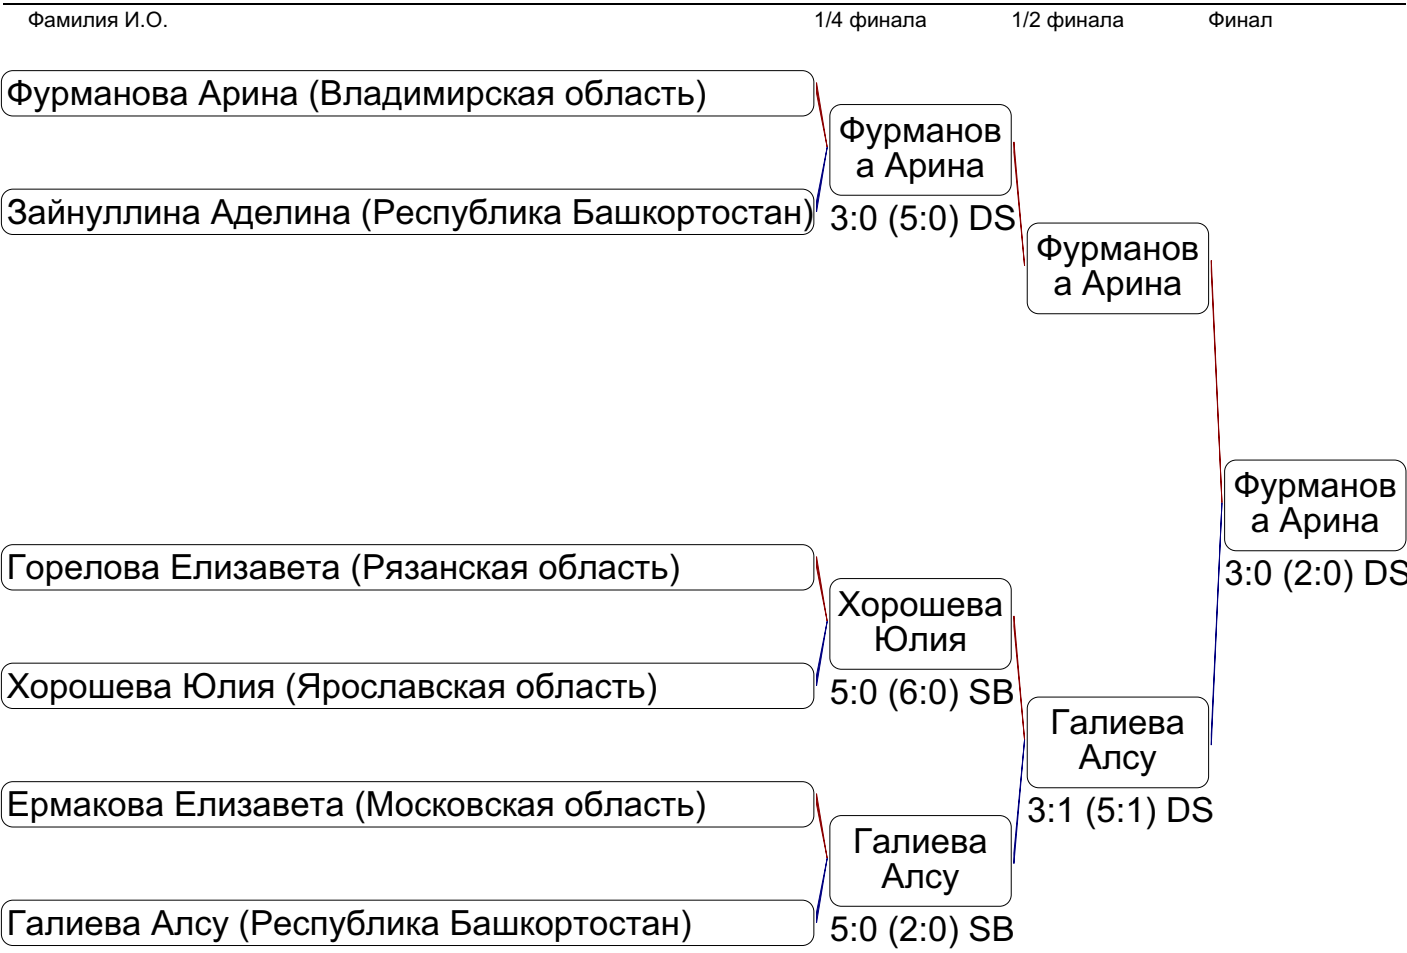 Фамилия И.О. 1/4 финала 1/2 финала Финал
Фурманова Арина (Владимирская область)
Фурманов
а Арина
3:0 (5:0) DS
Зайнуллина Аделина (Республика Башкортостан)
Фурманов
а Арина
Фурманов
а Арина
3:0 (2:0) DS
Горелова Елизавета (Рязанская область)
Хорошева
Юлия
5:0 (6:0) SB
Хорошева Юлия (Ярославская область)
Галиева
Алсу
3:1 (5:1) DS
Ермакова Елизавета (Московская область)
Галиева
Алсу
5:0 (2:0) SB
Галиева Алсу (Республика Башкортостан)